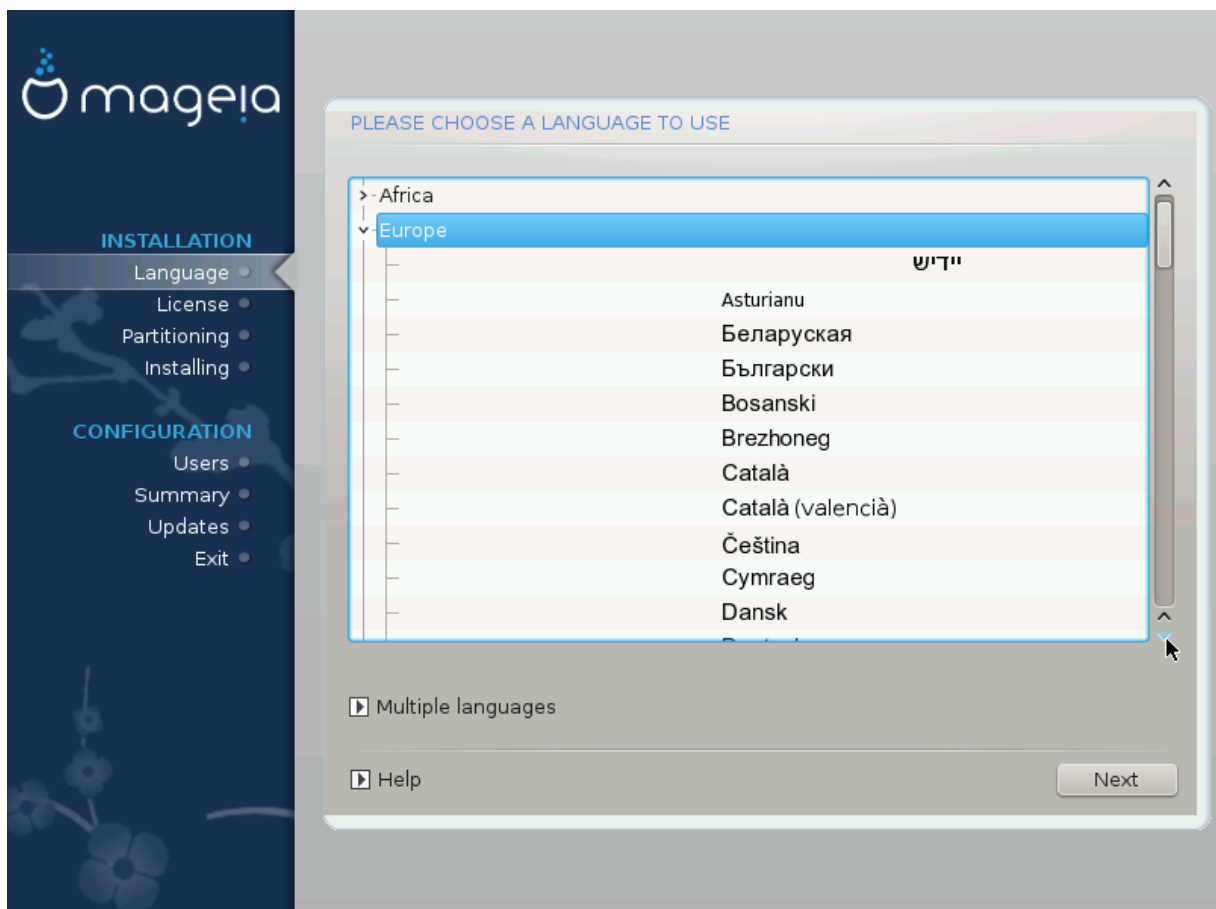 mageia
INSTALLATION
Language
License
Partitioning
Installing
CONFIGURATION
Users
Summary
Updates
Exit
PLEASE CHOOSE A LANGUAGE TO USE
Africa
Europe
ייִדיש
Asturianu
Беларуская
Български
Bosanski
Brezhoneg
Català
Català (valencià)
Čeština
Cymraeg
Dansk
Multiple languages
Help
Next